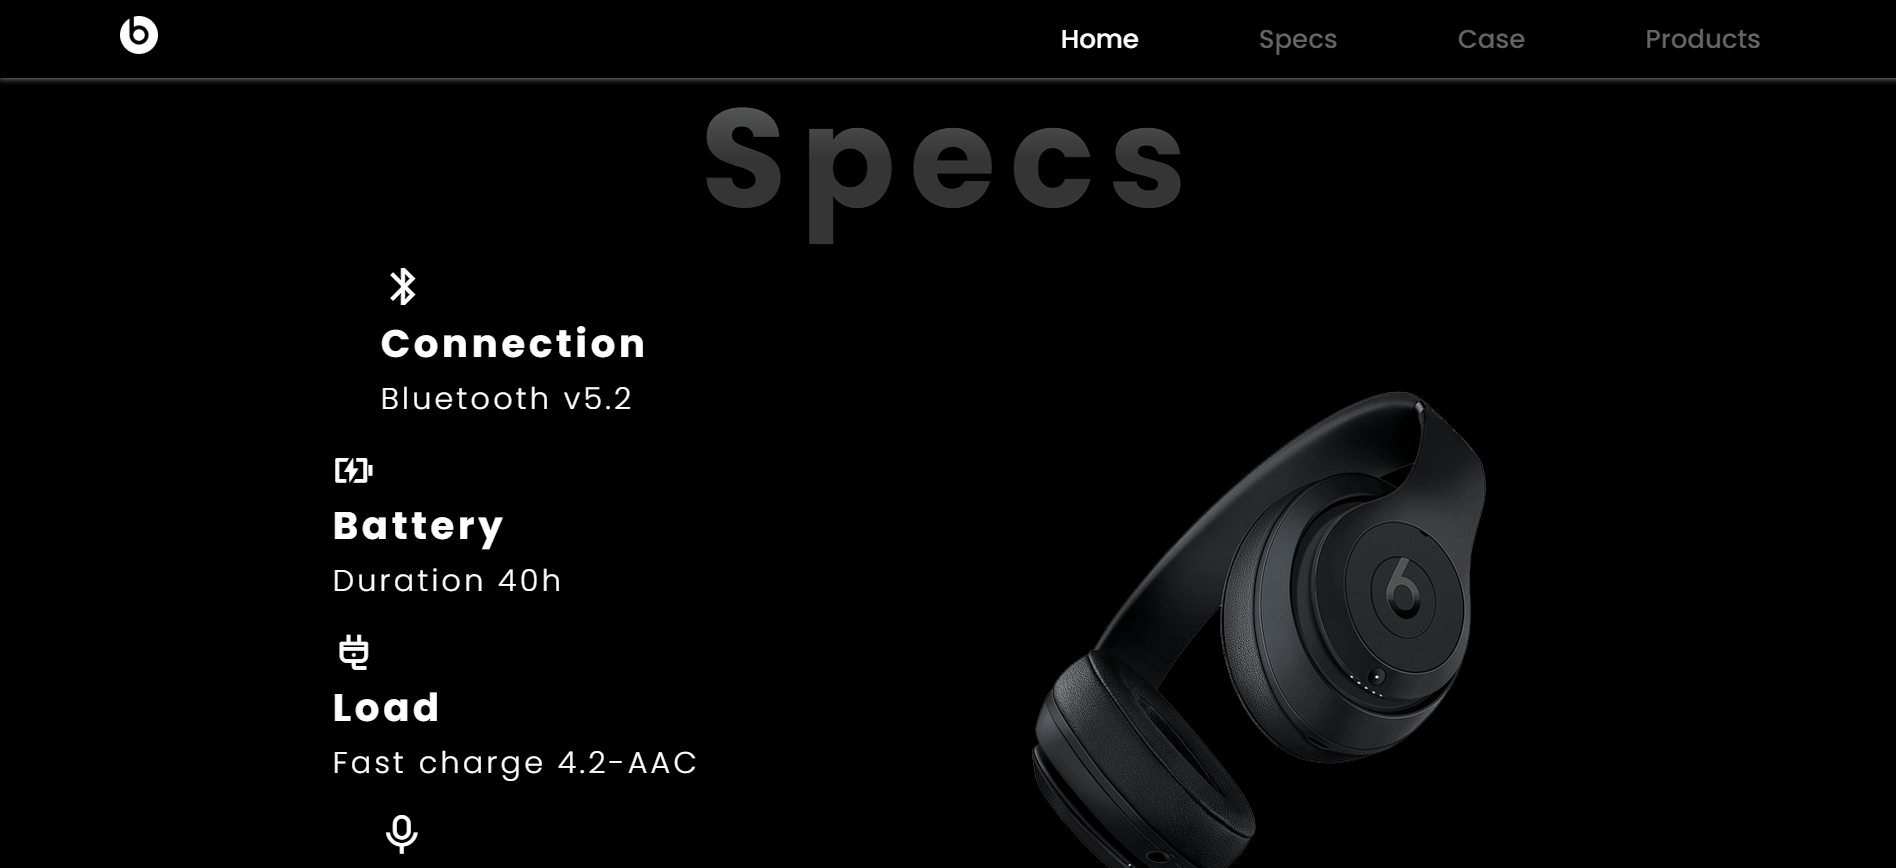 Home
Specs
Case
Products
Specs
Connection
Bluetooth v5.2
Battery
Duration 40h
Load
Fast charge 4.2-AAC